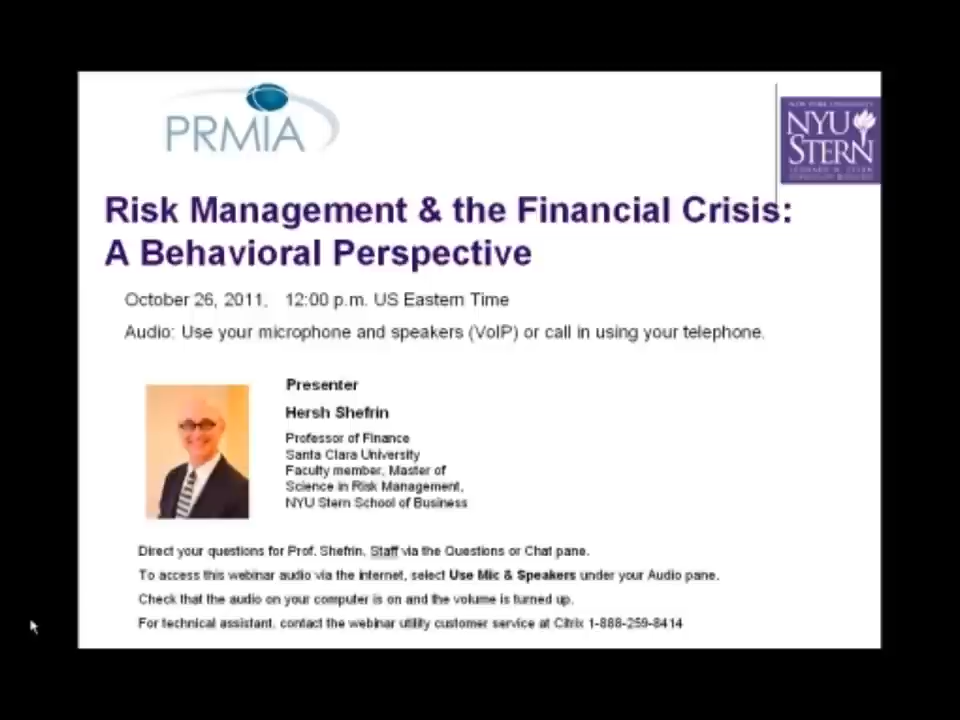 PRMIA
NEW YORK UNIVERSITY
NYU
STERN
Risk Management & the Financial Crisis:
A Behavioral Perspective
October 26, 2011, 12:00 p.m. US Eastern Time
Audio: Use your microphone and speakers (VoIP) or call in using your telephone.
Presenter
Hersh Shefrin
Professor of Finance
Santa Clara University
Faculty member, Master of
Science in Risk Management,
NYU Stern School of Business
Direct your questions for Prof. Shefrin, Staff via the Questions or Chat pane.
To access this webinar audio via the internet, select Use Mic & Speakers under your Audio pane.
Check that the audio on your computer is on and the volume is turned up.
For technical assistant, contact the webinar utility customer service at Citrix 1-888-259-8414